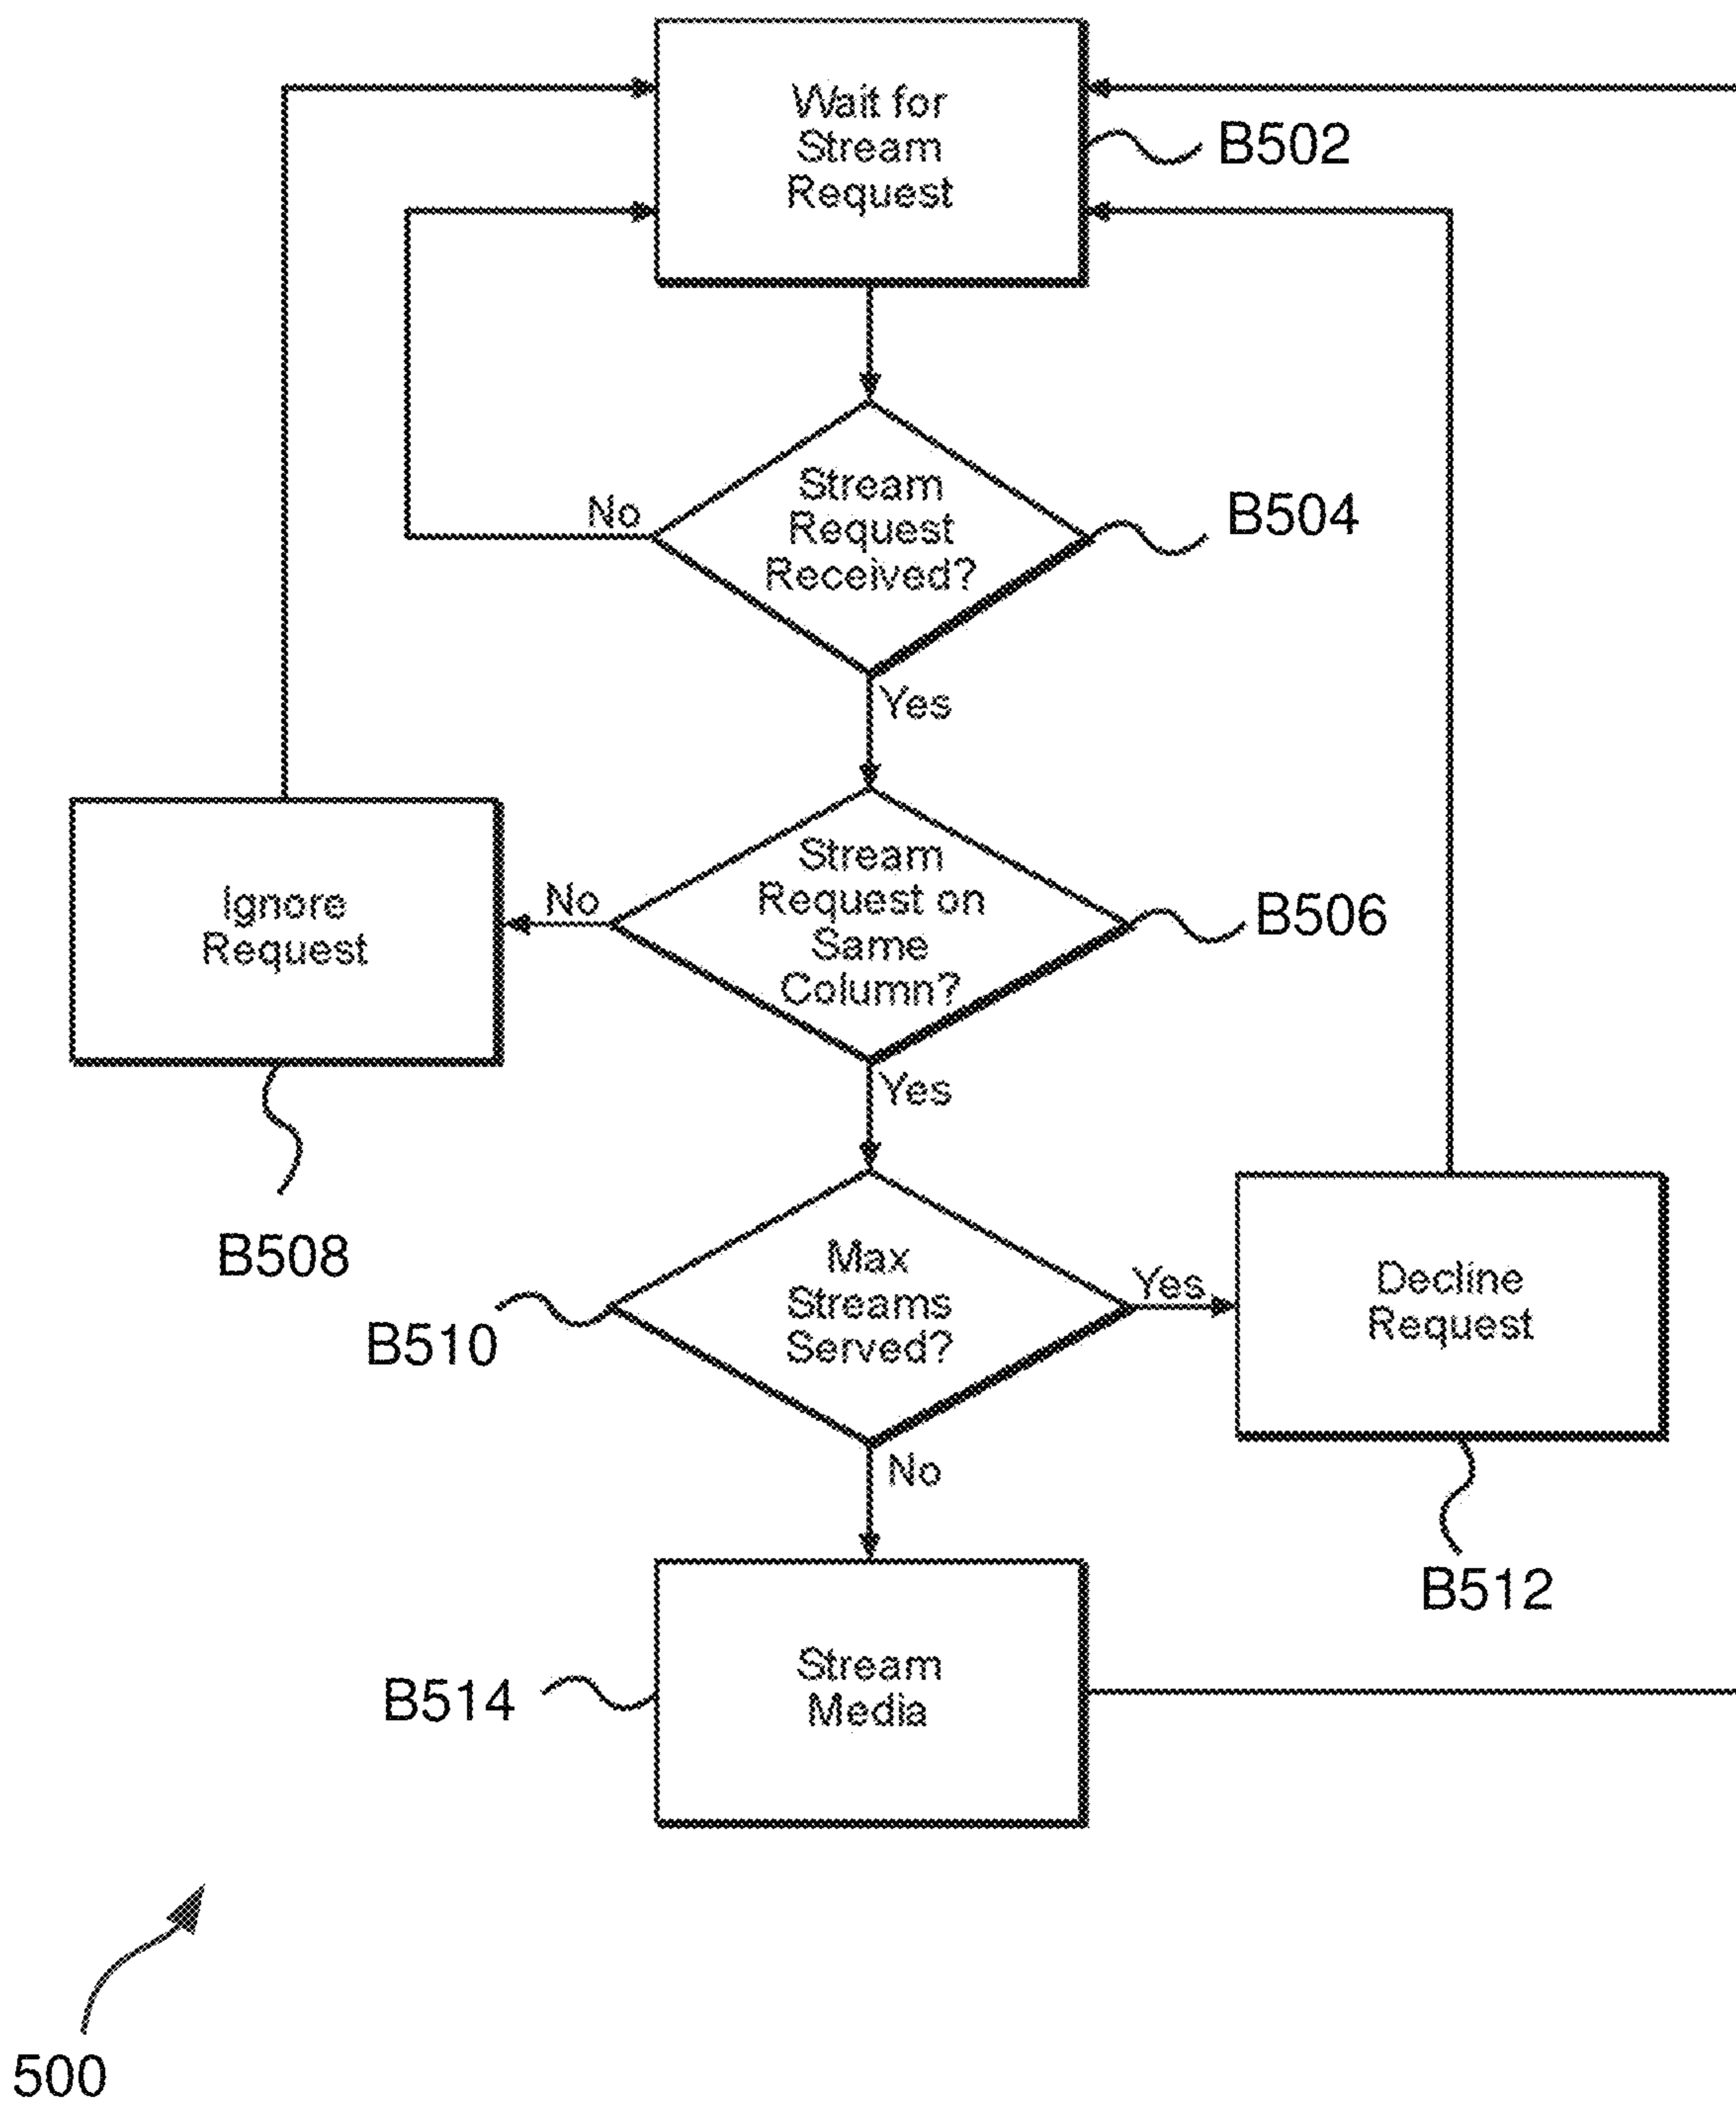 Wait for
Stream
Request
B502
Stream
Request
Received?
B504
No
Yes
Stream
Request on
Same
Column?
B506
No
Ignore
Request
B508
Yes
Max
Streams
Served?
B510
Yes
Decline
Request
B512
No
Stream
Media
B514
500